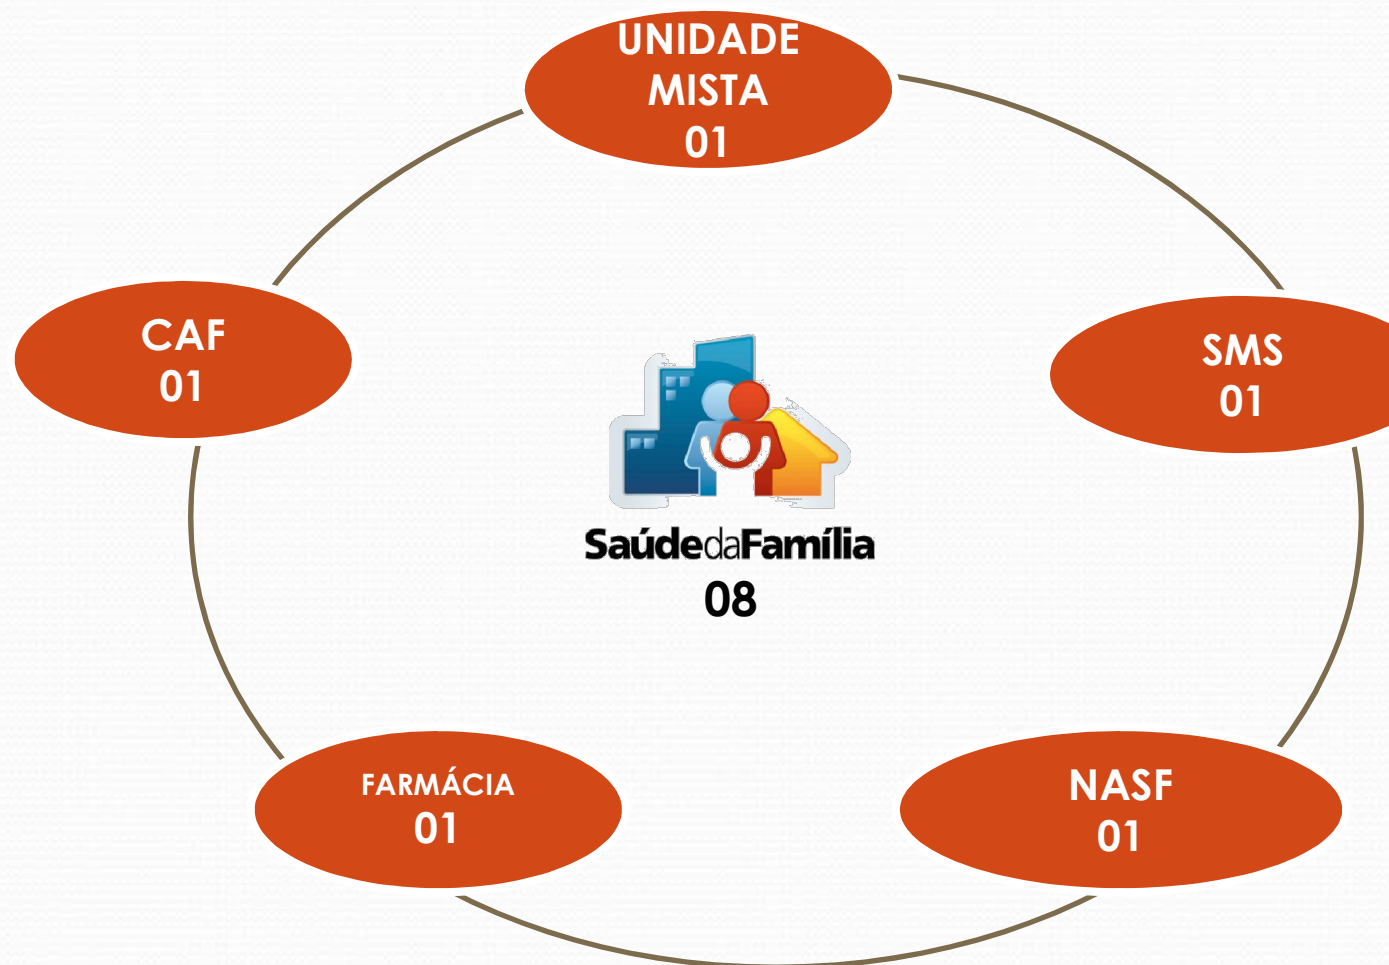 UNIDADE
MISTA
01
CAF
01
SMS
01
SaúdedaFamília
08
FARMÁCIA
01
NASF
01